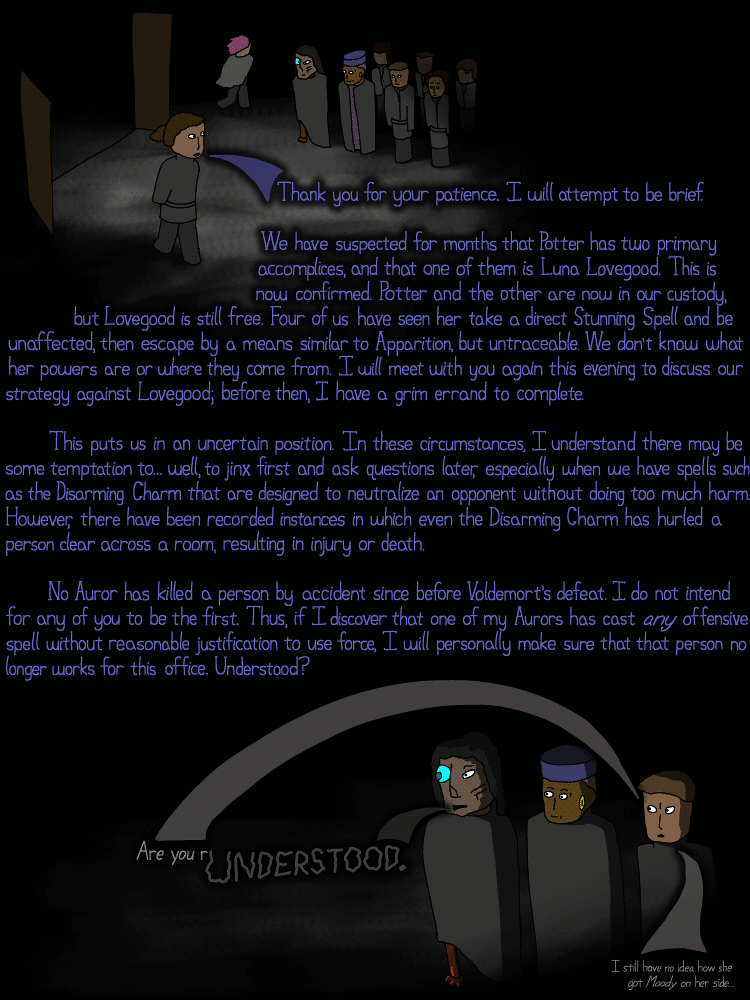 Thank you for your patience. I will attempt to be brief.
We have suspected for months that Potter has two primary
accomplices, and that one of them is Luna Lovegood. This is
now confirmed. Potter and the other are now in our custody,
but Lovegood is still free. Four of us have seen her take a direct Stunning Spell and be
unaffected, then escape by a means similar to Apparition, but untraceable. We don't know what
her powers are or where they come from. I will meet with you again this evening to discuss our
strategy against Lovegood; before then, I have a grim errand to complete.
This puts us in an uncertain position. In these circumstances, I understand there may be
some temptation to... well, to jinx first and ask questions later, especially when we have spells such
as the Disarming Charm that are designed to neutralize an opponent without doing too much harm.
However, there have been recorded instances in which even the Disarming Charm has hurled a
person clear across a room, resulting in injury or death.
No Auror has killed a person by accident since before Voldemort's defeat. I do not intend
for any of you to be the first. Thus, if I discover that one of my Aurors has cast any offensive
spell without reasonable justification to use force, I will personally make sure that that person no
longer works for this office. Understood?
Are you r
UNDERSTOOD.
I still have no idea how she
got Moody on her side...